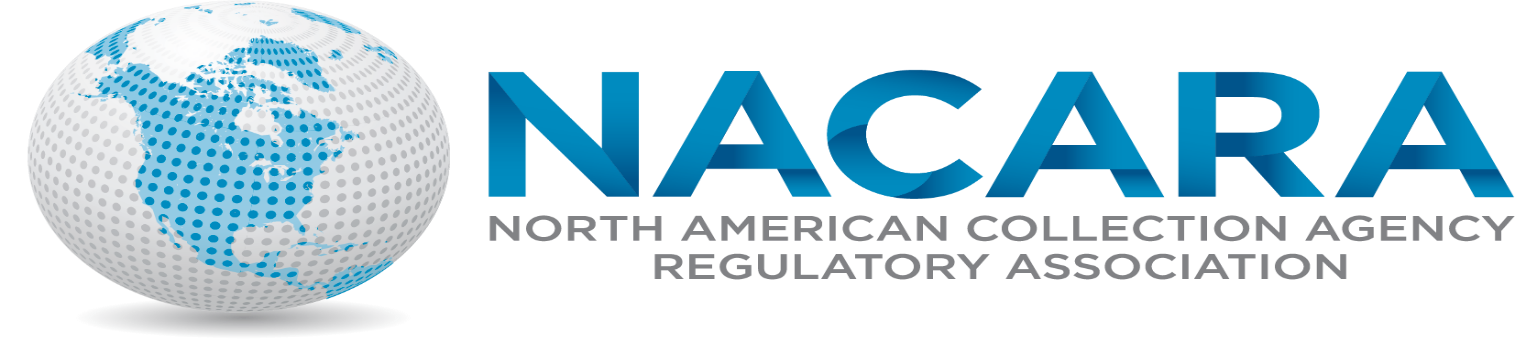 NACARA
NORTH AMERICAN COLLECTION AGENCY
REGULATORY ASSOCIATION